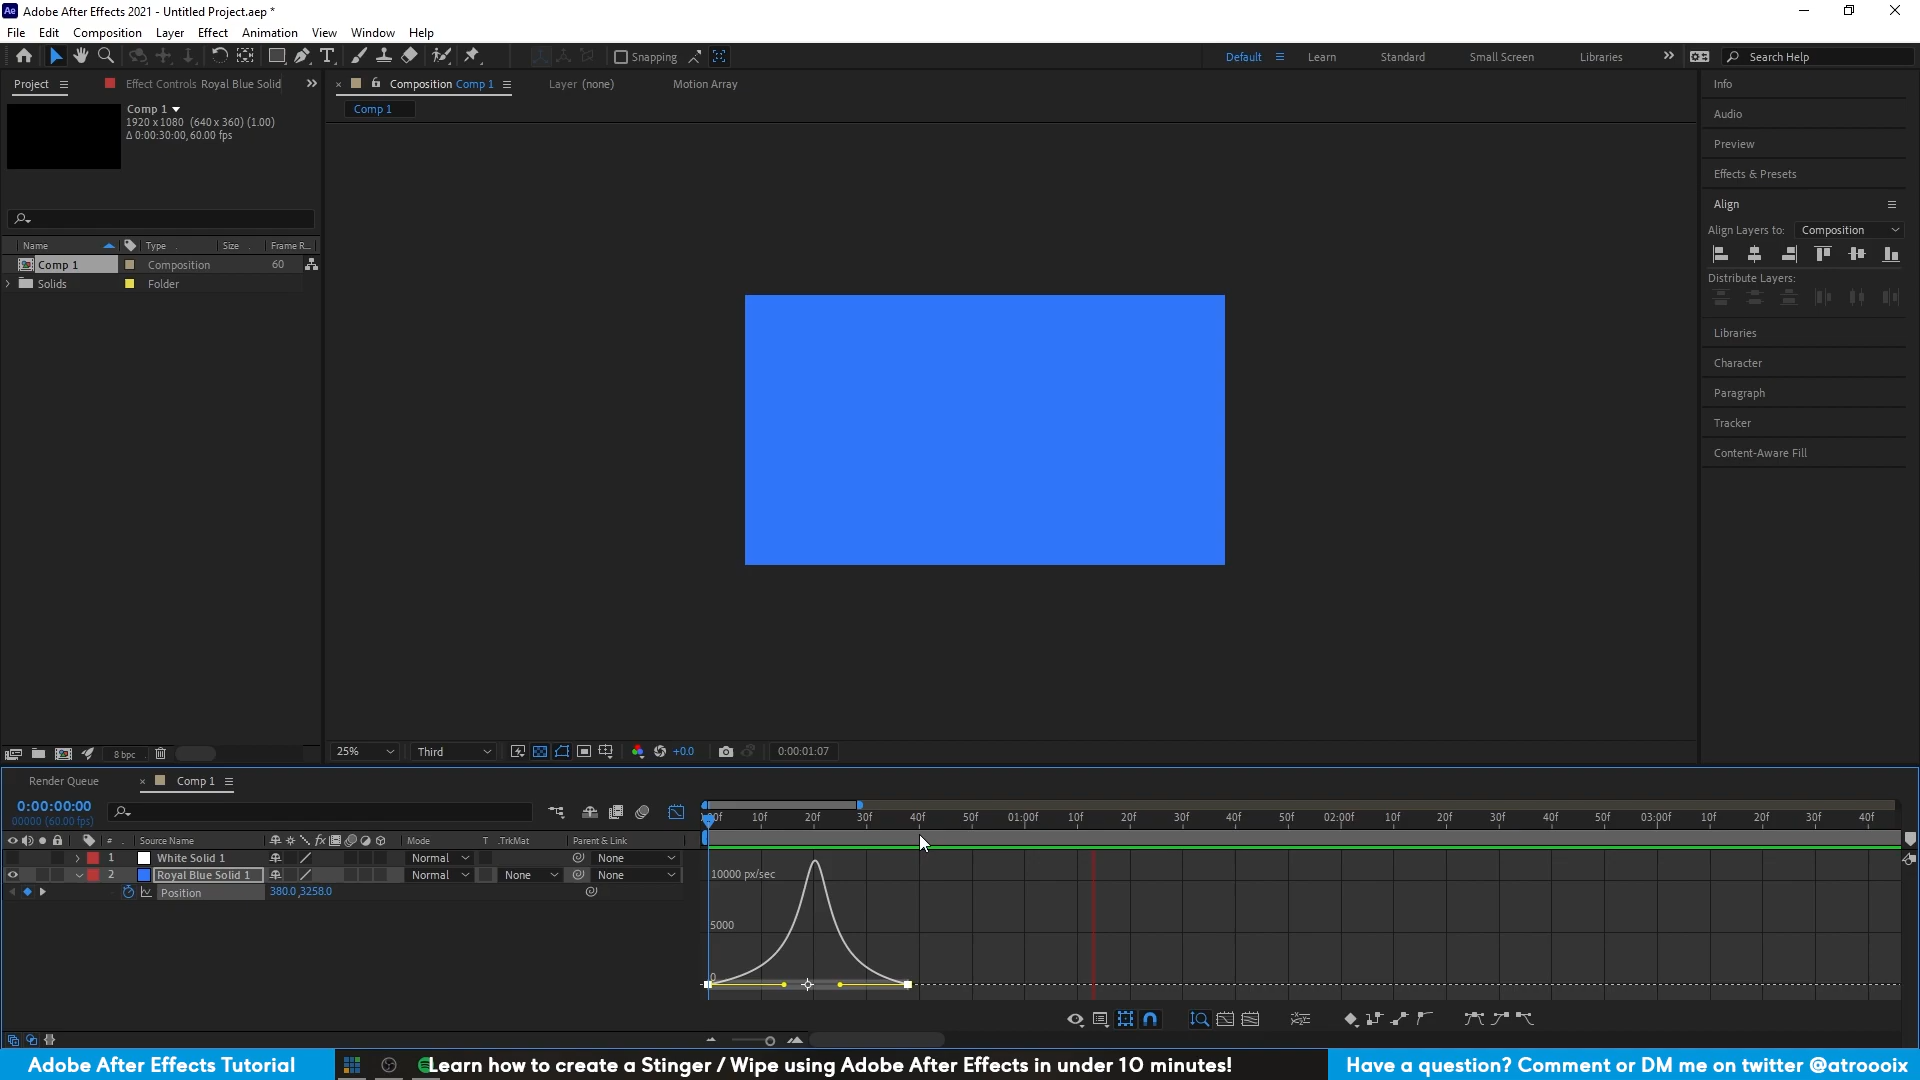 Adobe After Effects 2021 - Untitled Project.aep *
File Edit Composition Layer Effect Animation View Window Help
Snapping Default Learn Standard Small Screen Libraries Search Help
Project Effect Controls Royal Blue Solid Composition Comp 1 Layer (none) Motion Array Info
Comp 1 Comp 1
1920 x 1080 (640 x 360) (1.00)
Δ 0:00:30:00, 60.00 fps
Audio
Preview
Effects & Presets
Align
Align Layers to: Composition
Distribute Layers:
Name Type Size Frame R...
Comp 1 Composition 60
Solids Folder
Libraries
Character
Paragraph
Tracker
Content-Aware Fill
8 bpc 25% Third +0.0 0:00:01:07
Render Queue Comp 1
0:00:00:00
00000 (60.00 fps)
:00f 10f 20f 30f 40f 50f 01:00f 10f 20f 30f 40f 50f 02:00f 10f 20f 30f 40f 50f 03:00f 10f 20f 30f 40f
# Source Name fx Mode T .TrkMat Parent & Link
1 White Solid 1 Normal None
2 Royal Blue Solid 1 Normal None None
Position 380.0,3258.0
10000 px/sec
5000
0
Adobe After Effects Tutorial Learn how to create a Stinger / Wipe using Adobe After Effects in under 10 minutes! Have a question? Comment or DM me on twitter @atroooix